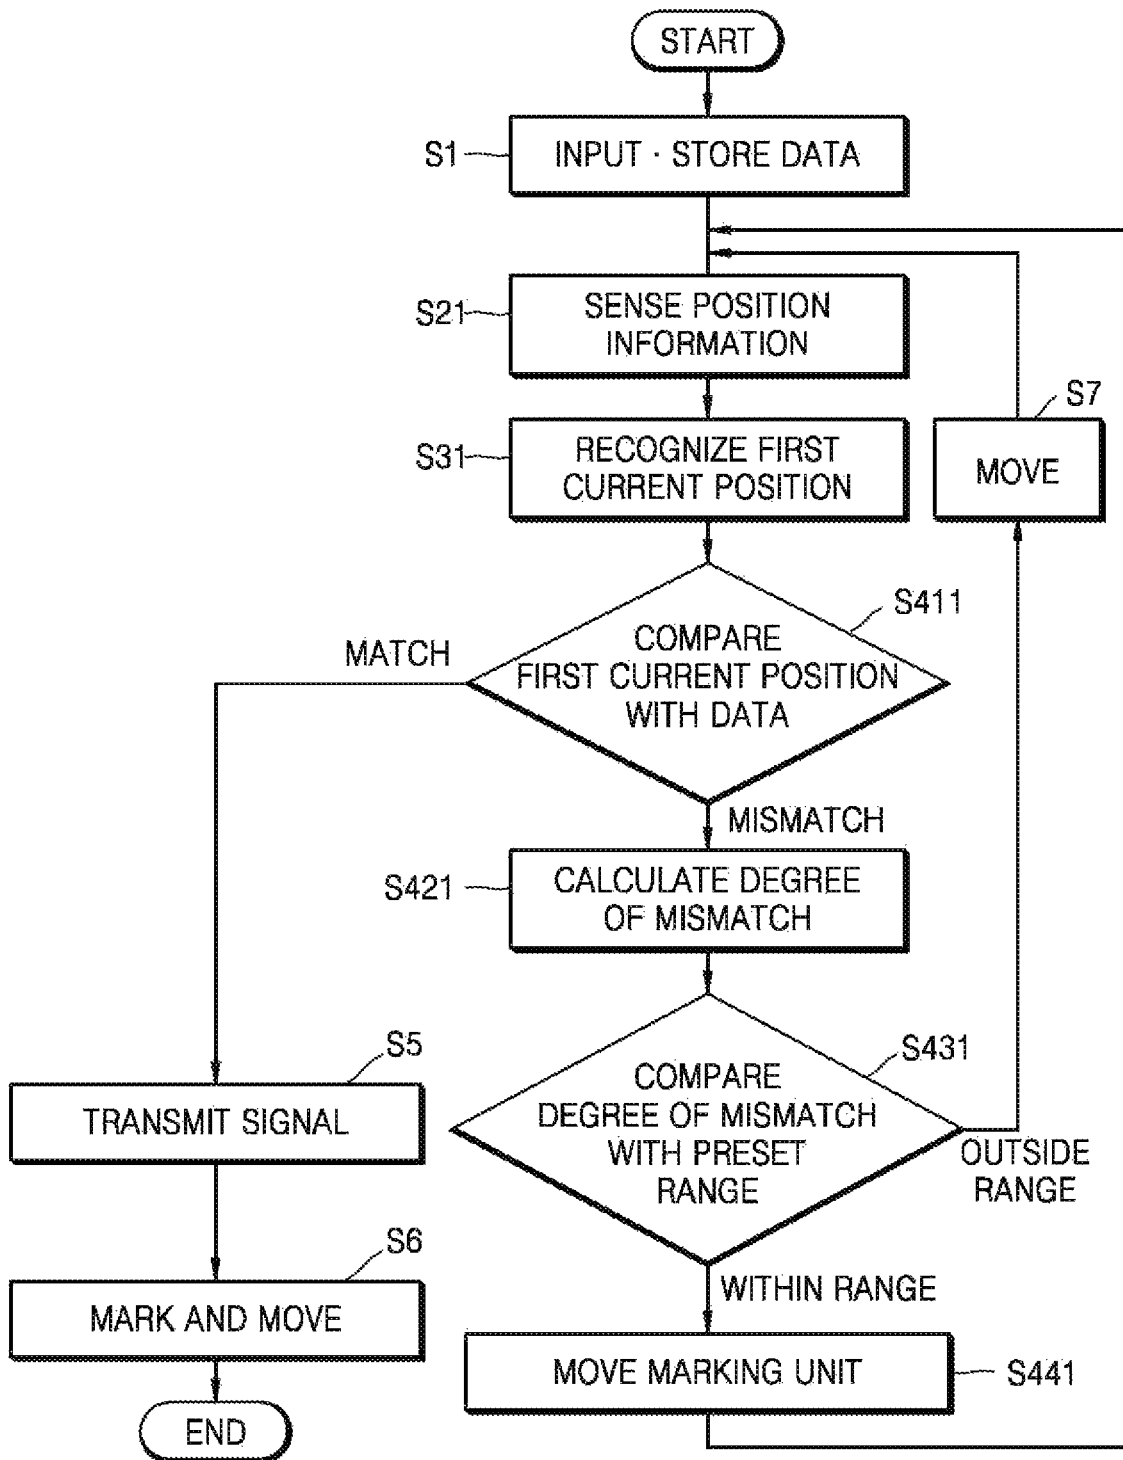 START
S1
INPUT · STORE DATA
S21
SENSE POSITION
INFORMATION
S7
MOVE
S31
RECOGNIZE FIRST
CURRENT POSITION
S411
COMPARE
FIRST CURRENT POSITION
WITH DATA
MATCH
MISMATCH
S421
CALCULATE DEGREE
OF MISMATCH
S431
COMPARE
DEGREE OF MISMATCH
WITH PRESET
RANGE
OUTSIDE
RANGE
S5
TRANSMIT SIGNAL
S6
MARK AND MOVE
WITHIN RANGE
MOVE MARKING UNIT
S441
END